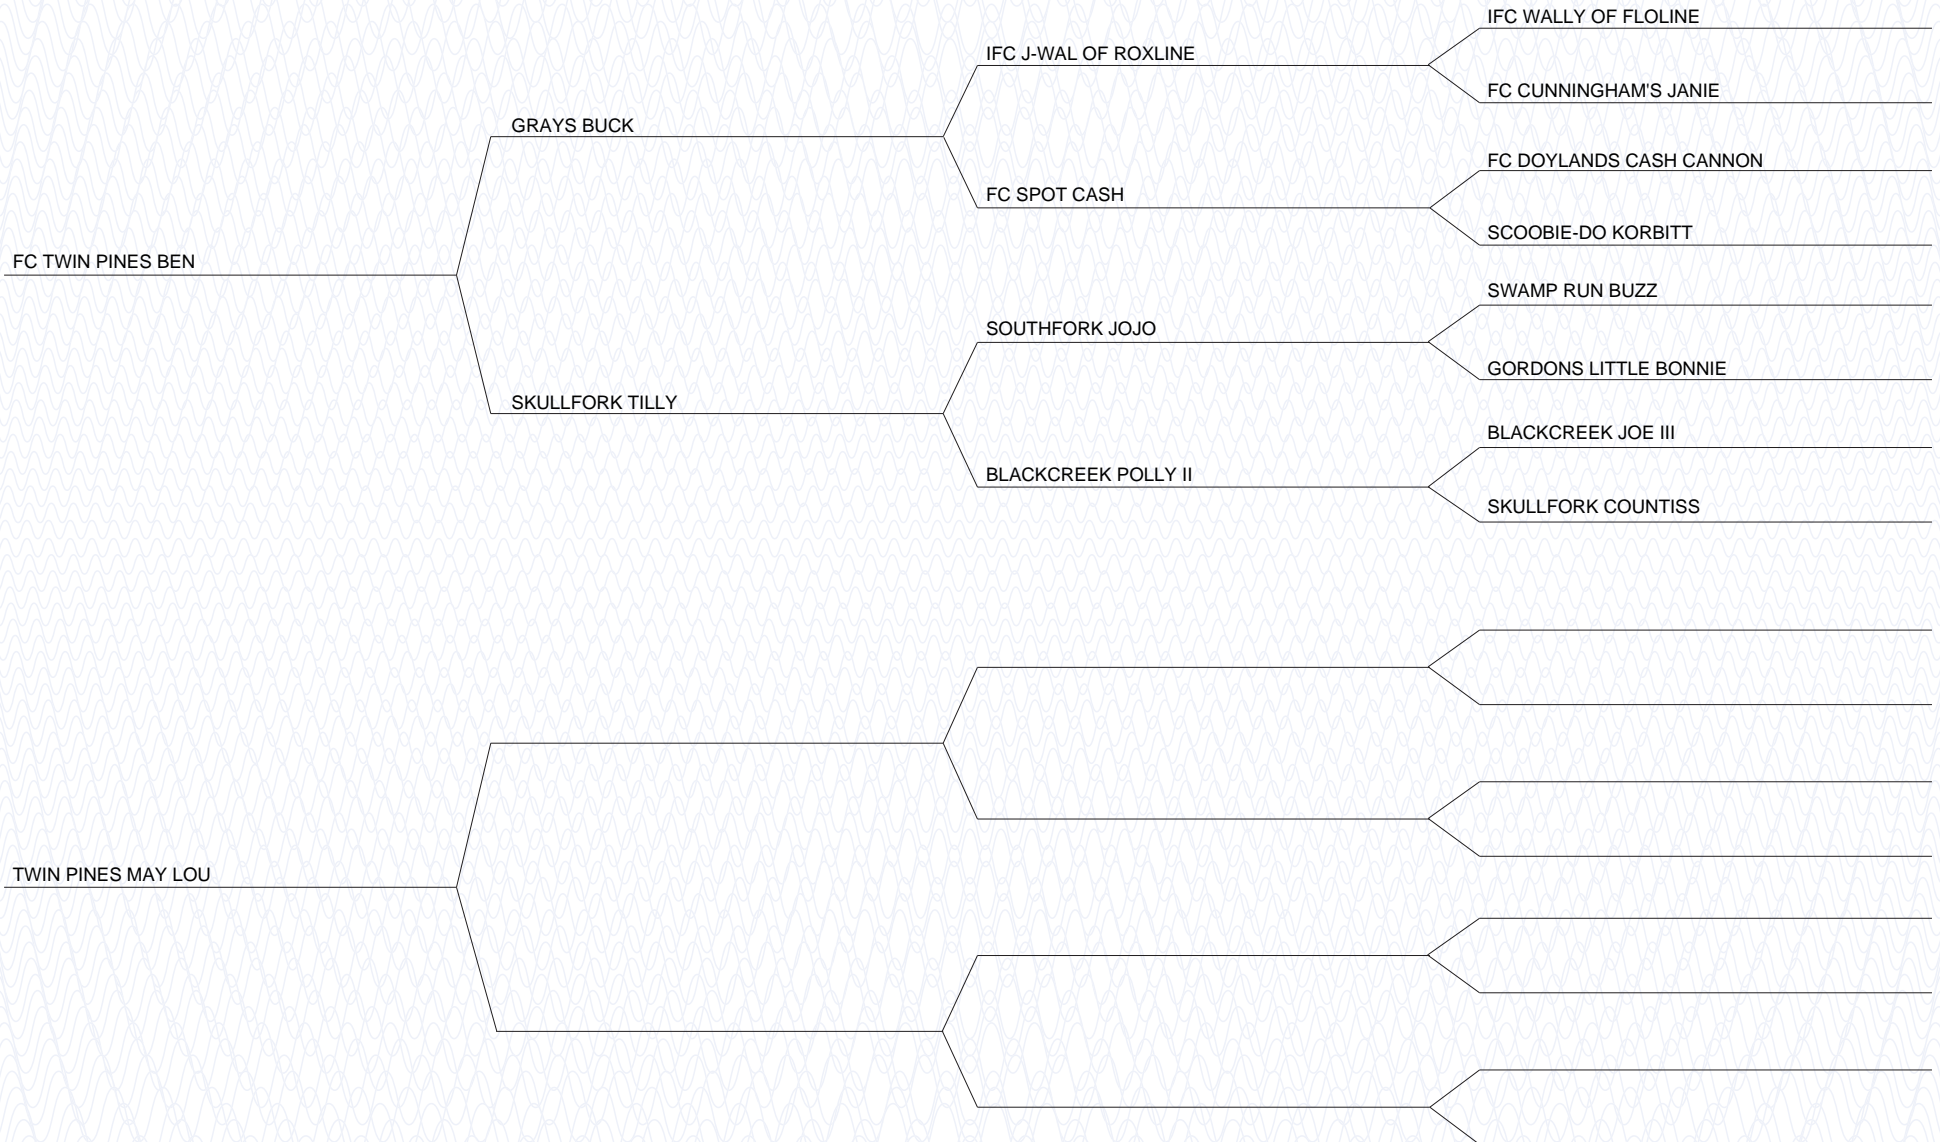 IFC WALLY OF FLOLINE
IFC J-WAL OF ROXLINE
FC CUNNINGHAM'S JANIE
GRAYS BUCK
FC DOYLANDS CASH CANNON
FC SPOT CASH
SCOOBIE-DO KORBITT
FC TWIN PINES BEN
SWAMP RUN BUZZ
SOUTHFORK JOJO
GORDONS LITTLE BONNIE
SKULLFORK TILLY
BLACKCREEK JOE III
BLACKCREEK POLLY II
SKULLFORK COUNTISS
TWIN PINES MAY LOU